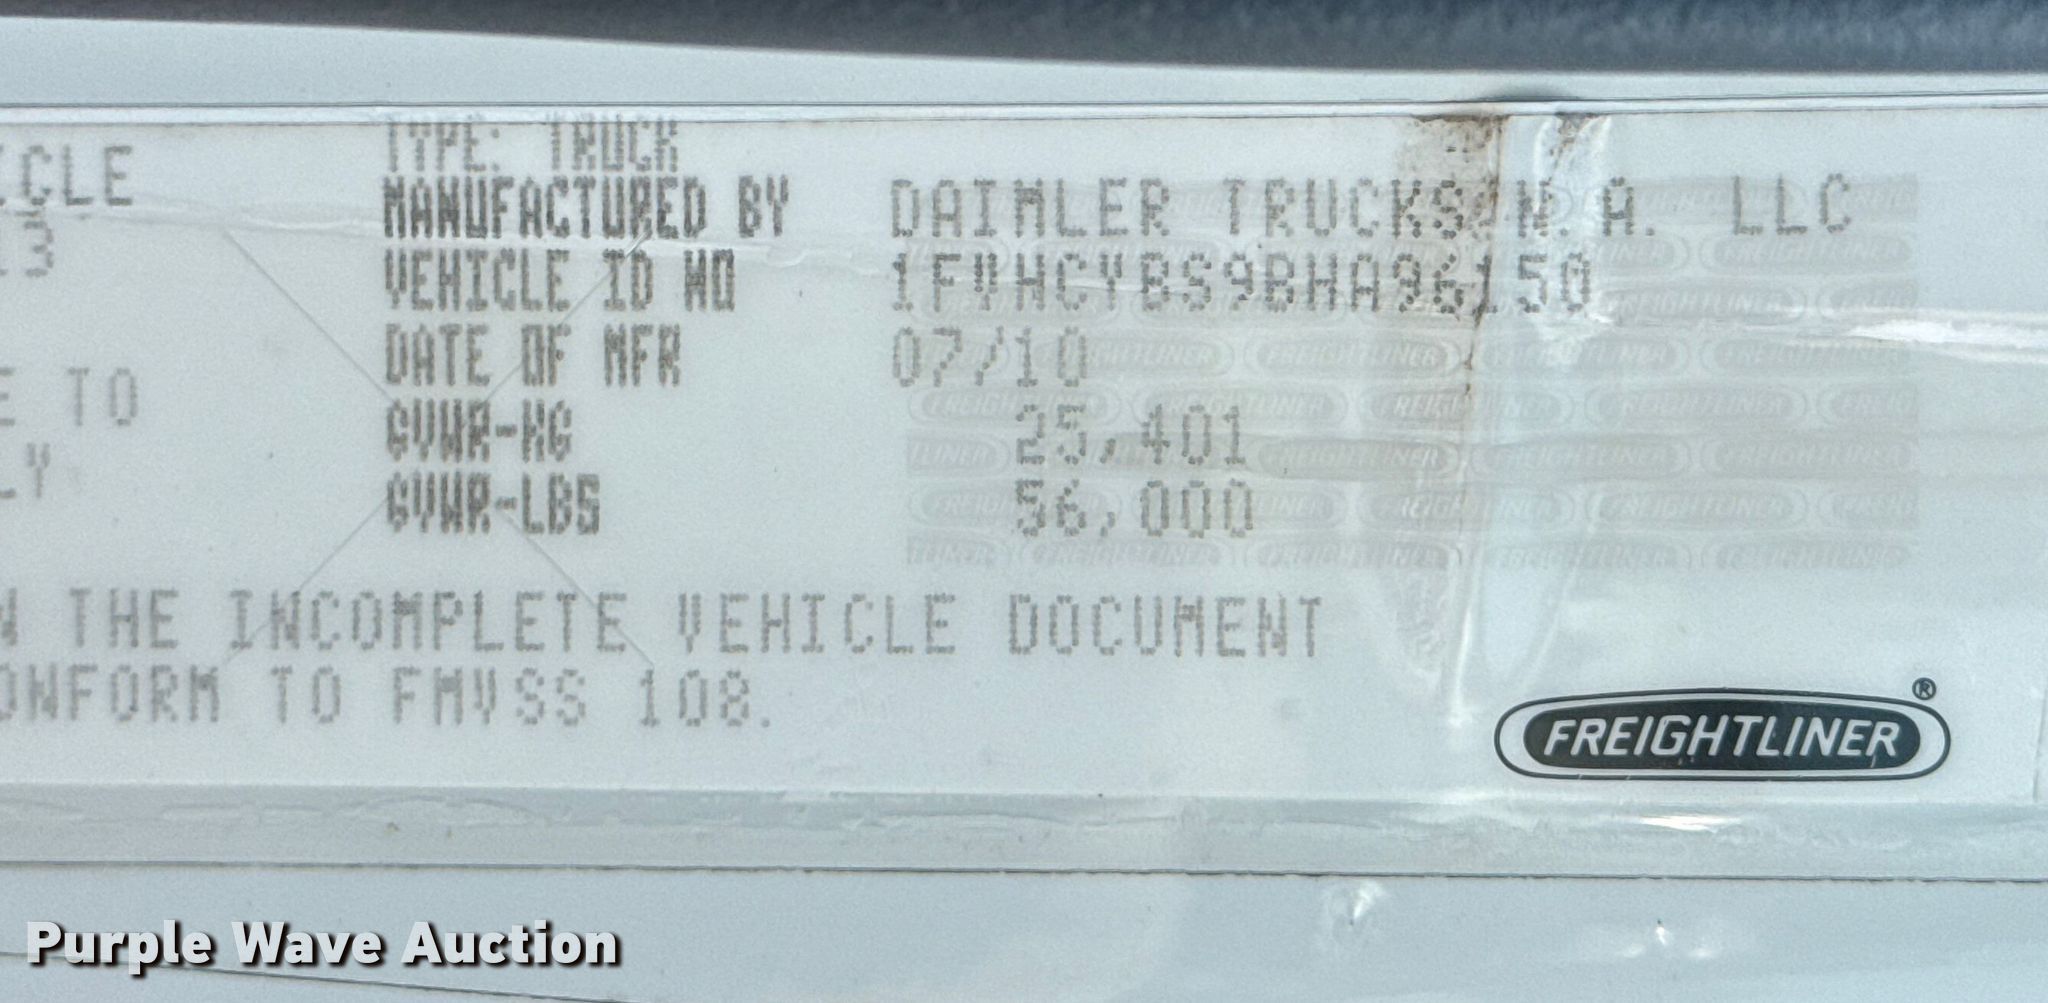 ICLE
13
E TO
LY
TYPE: TRUCK
MANUFACTURED BY DAIMLER TRUCKS N.A. LLC
VEHICLE ID NO 1FVHCYBS9BHA96150
DATE OF MFR 07/10
GVWR-KG 25,401
GVWR-LBS 56,000
N THE INCOMPLETE VEHICLE DOCUMENT
ONFORM TO FMVSS 108.
FREIGHTLINER®
Purple Wave Auction